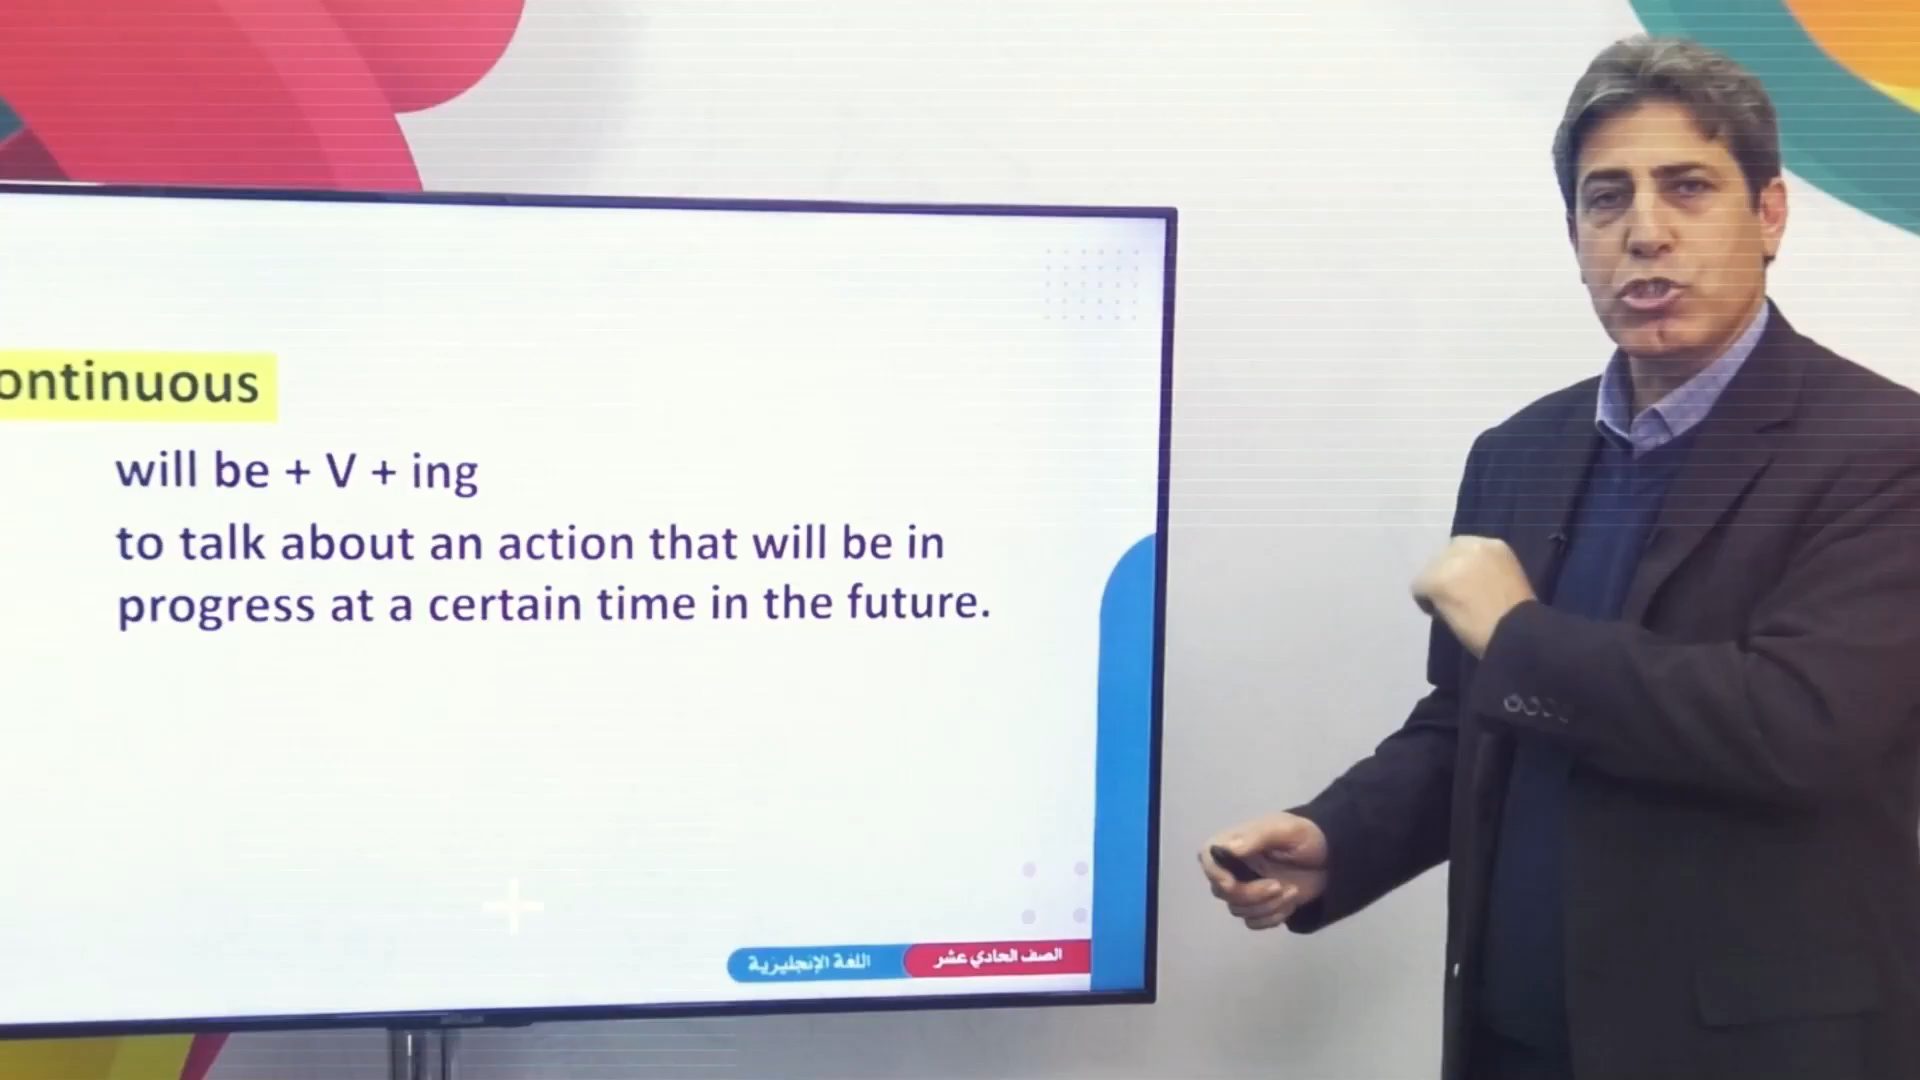 ontinuous
will be + V + ing
to talk about an action that will be in
progress at a certain time in the future.
الصف الحادي عشر
اللغة الإنجليزية